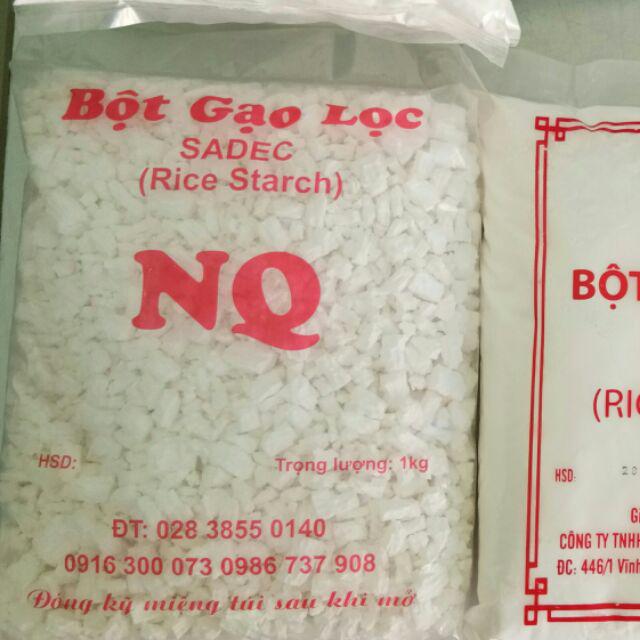 Bột Gạo Lọc
SADEC
(Rice Starch)
NQ
HSD:
Trọng lượng: 1kg
ĐT: 028 3855 0140
0916 300 073 0986 737 908
Đóng kỹ miệng túi sau khi mở
BỘT
(RIC
HSD:
CÔNG TY TNHH
ĐC: 446/1 Vĩnh